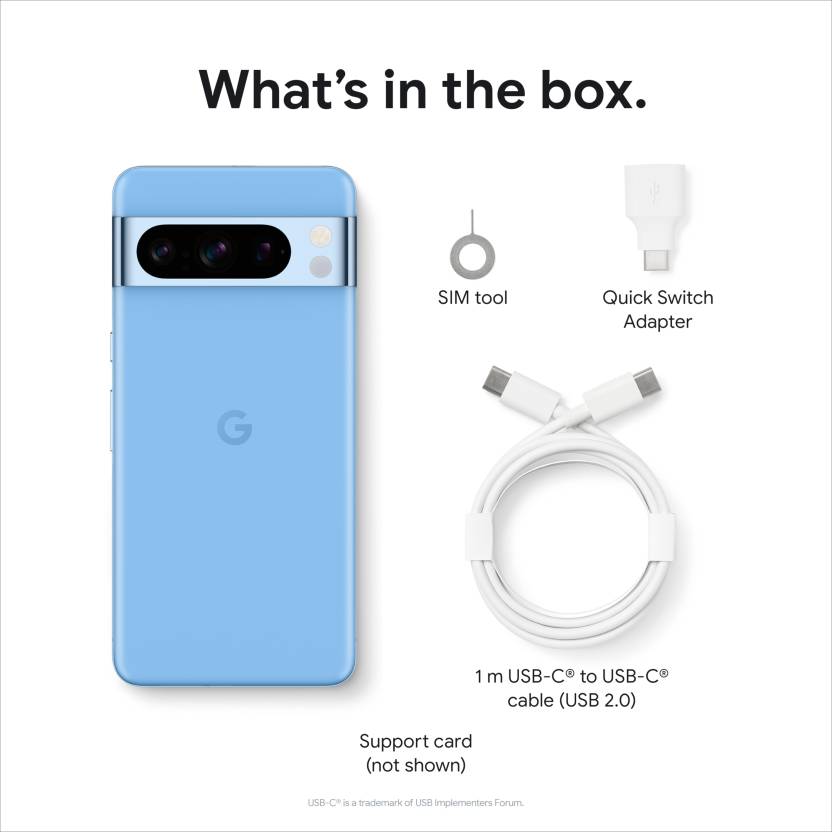 What's in the box.
G
SIM tool
Quick Switch
Adapter
1 m USB-C® to USB-C®
cable (USB 2.0)
Support card
(not shown)
USB-C® is a trademark of USB Implementers Forum.